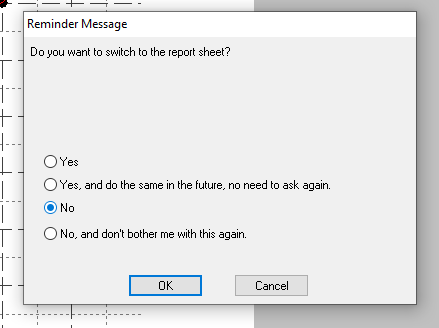 Reminder Message
Do you want to switch to the report sheet?
Yes
Yes, and do the same in the future, no need to ask again.
No
No, and don't bother me with this again.
OK
Cancel